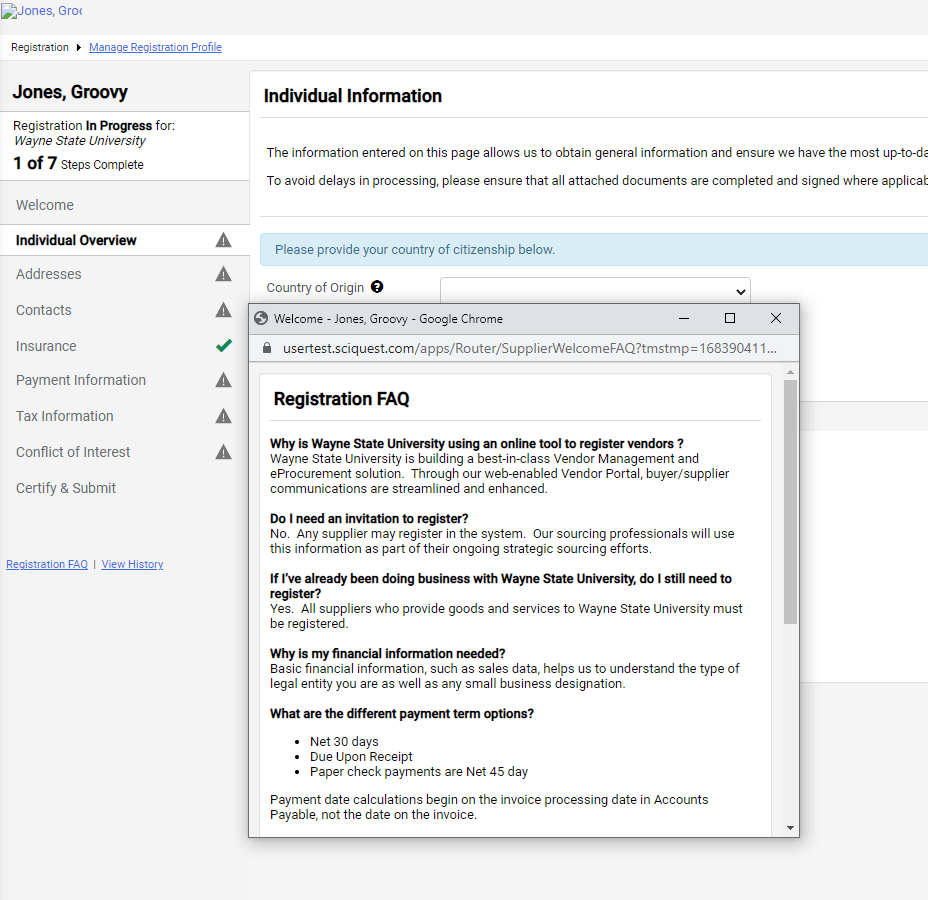 Jones, Groo
Registration Manage Registration Profile
Jones, Groovy
Registration In Progress for:
Wayne State University
1 of 7 Steps Complete
Welcome
Individual Overview
Addresses
Contacts
Insurance
Payment Information
Tax Information
Conflict of Interest
Certify & Submit
Registration FAQ | View History
Individual Information
The information entered on this page allows us to obtain general information and ensure we have the most up-to-da
To avoid delays in processing, please ensure that all attached documents are completed and signed where applicab
Please provide your country of citizenship below.
Country of Origin
Welcome - Jones, Groovy - Google Chrome
usertest.sciquest.com/apps/Router/SupplierWelcomeFAQ?tmstmp=168390411...
Registration FAQ
Why is Wayne State University using an online tool to register vendors ?
Wayne State University is building a best-in-class Vendor Management and
eProcurement solution. Through our web-enabled Vendor Portal, buyer/supplier
communications are streamlined and enhanced.
Do I need an invitation to register?
No. Any supplier may register in the system. Our sourcing professionals will use
this information as part of their ongoing strategic sourcing efforts.
If I've already been doing business with Wayne State University, do I still need to
register?
Yes. All suppliers who provide goods and services to Wayne State University must
be registered.
Why is my financial information needed?
Basic financial information, such as sales data, helps us to understand the type of
legal entity you are as well as any small business designation.
What are the different payment term options?
• Net 30 days
• Due Upon Receipt
• Paper check payments are Net 45 day
Payment date calculations begin on the invoice processing date in Accounts
Payable, not the date on the invoice.